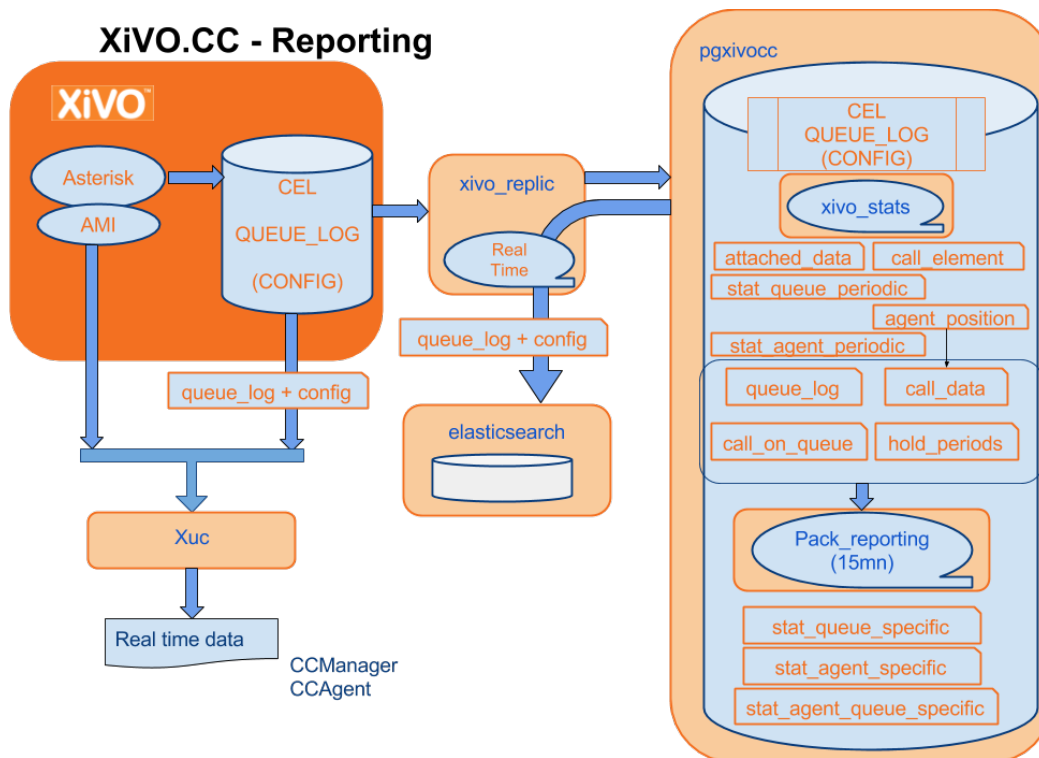 XiVO.CC - Reporting
XiVO™
Asterisk
AMI
CEL
QUEUE_LOG
(CONFIG)
queue_log + config
Xuc
Real time data
CCManager
CCAgent
xivo_replic
Real
Time
queue_log + config
elasticsearch
pgxivocc
CEL
QUEUE_LOG
(CONFIG)
xivo_stats
attached_data
call_element
stat_queue_periodic
agent_position
stat_agent_periodic
queue_log
call_data
call_on_queue
hold_periods
Pack_reporting
(15mn)
stat_queue_specific
stat_agent_specific
stat_agent_queue_specific